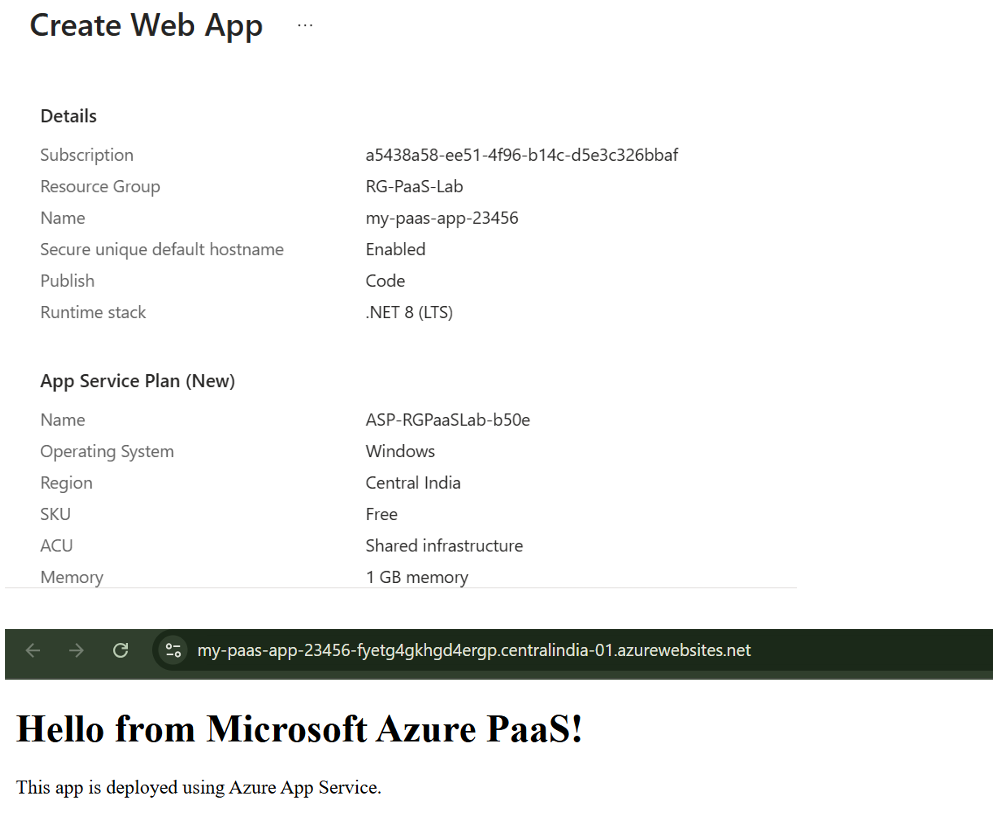 Create Web App ...
Details
Subscription a5438a58-ee51-4f96-b14c-d5e3c326bbaf
Resource Group RG-PaaS-Lab
Name my-paas-app-23456
Secure unique default hostname Enabled
Publish Code
Runtime stack .NET 8 (LTS)
App Service Plan (New)
Name ASP-RGPaaSLab-b50e
Operating System Windows
Region Central India
SKU Free
ACU Shared infrastructure
Memory 1 GB memory
my-paas-app-23456-fyetg4gkhgd4ergp.centralindia-01.azurewebsites.net
Hello from Microsoft Azure PaaS!
This app is deployed using Azure App Service.